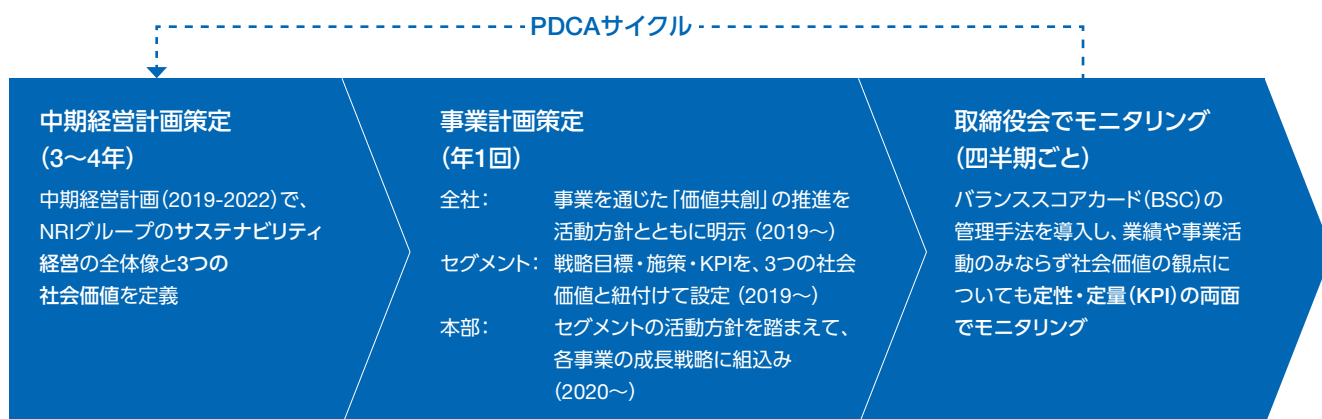 PDCAサイクル
中期経営計画策定
（3〜4年）
中期経営計画（2019-2022）で、
NRIグループのサステナビリティ
経営の全体像と3つの
社会価値を定義
事業計画策定
（年1回）
全社： 事業を通じた「価値共創」の推進を
活動方針とともに明示（2019〜）
セグメント： 戦略目標・施策・KPIを、3つの社会
価値と紐付けて設定（2019〜）
本部： セグメントの活動方針を踏まえて、
各事業の成長戦略に組込み
（2020〜）
取締役会でモニタリング
（四半期ごと）
バランススコアカード（BSC）の
管理手法を導入し、業績や事業活
動のみならず社会価値の観点に
ついても定性・定量（KPI）の両面
でモニタリング